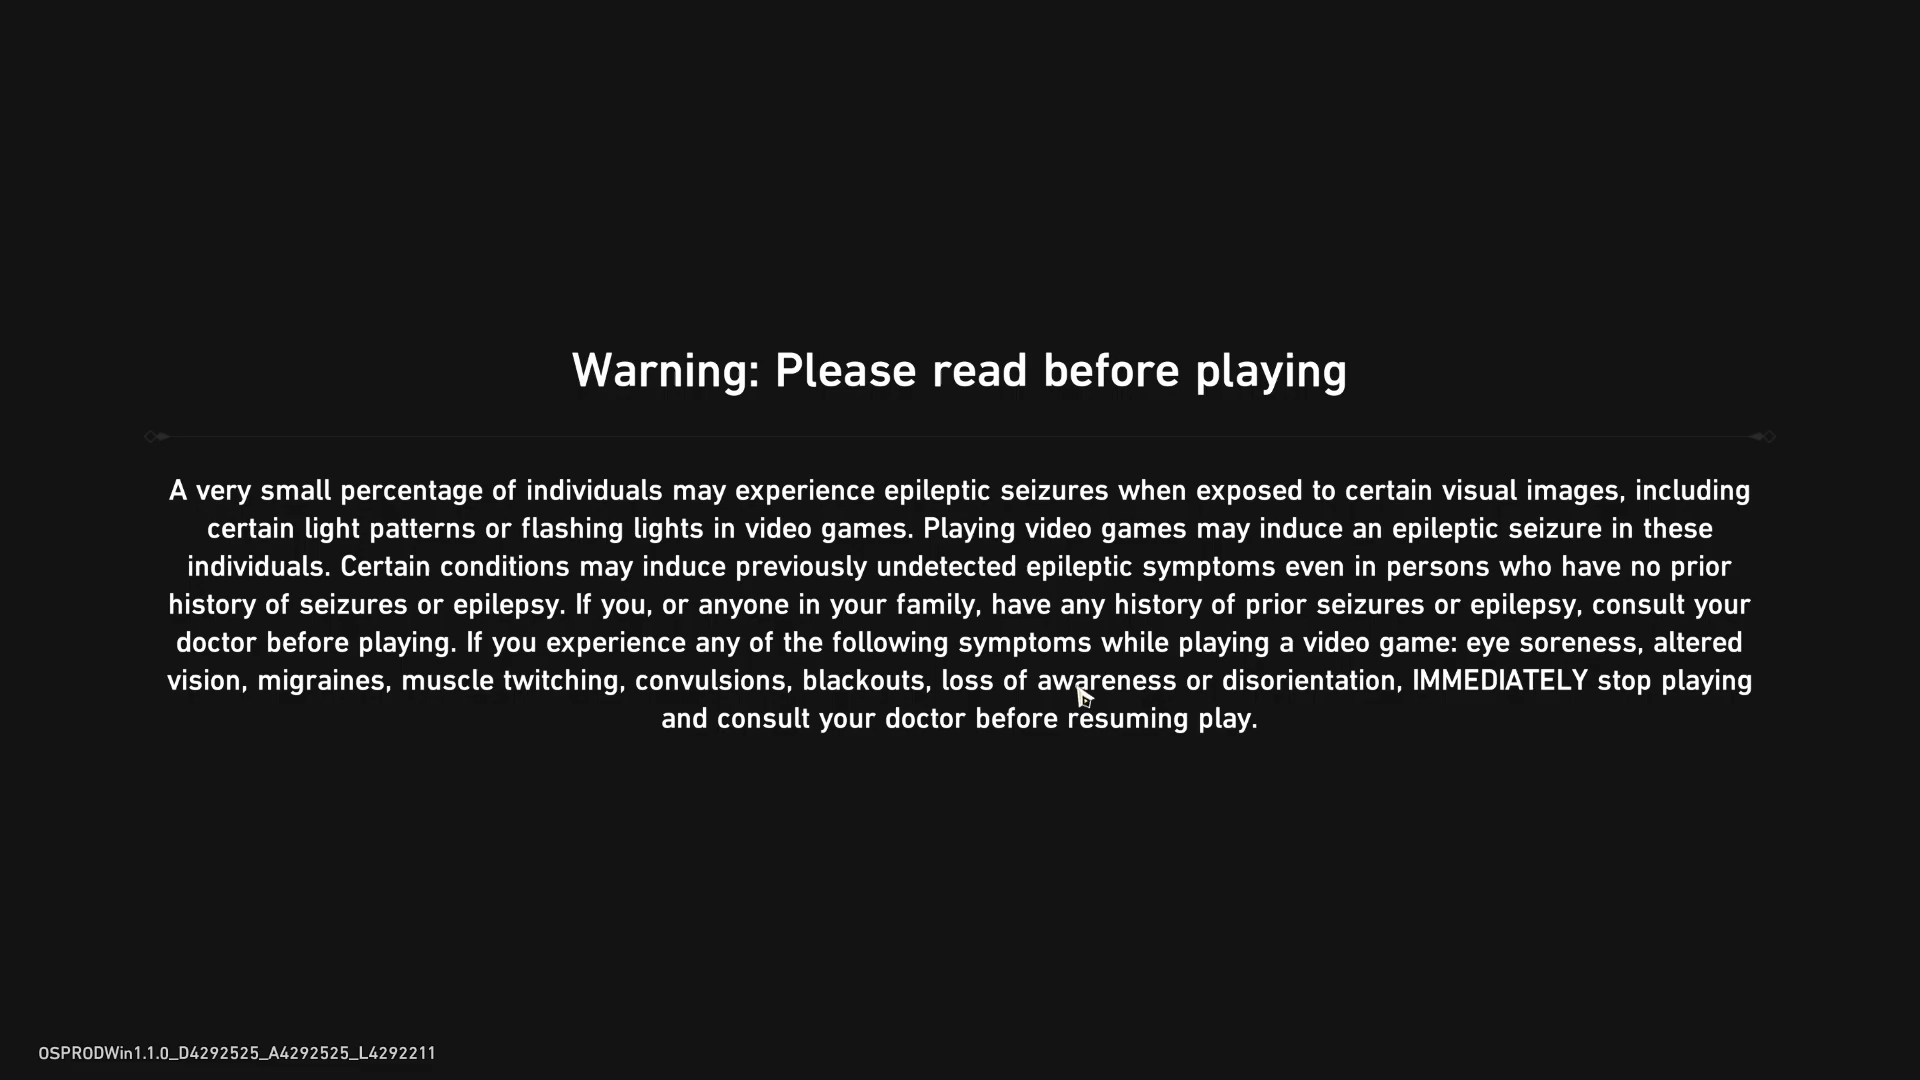 Warning: Please read before playing
A very small percentage of individuals may experience epileptic seizures when exposed to certain visual images, including
certain light patterns or flashing lights in video games. Playing video games may induce an epileptic seizure in these
individuals. Certain conditions may induce previously undetected epileptic symptoms even in persons who have no prior
history of seizures or epilepsy. If you, or anyone in your family, have any history of prior seizures or epilepsy, consult your
doctor before playing. If you experience any of the following symptoms while playing a video game: eye soreness, altered
vision, migraines, muscle twitching, convulsions, blackouts, loss of awareness or disorientation, IMMEDIATELY stop playing
and consult your doctor before resuming play.
OSPRODWin1.1.0_D4292525_A4292525_L4292211